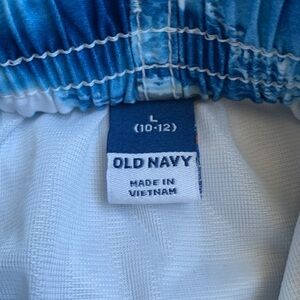 L
(10-12)
OLD NAVY
MADE IN
VIETNAM